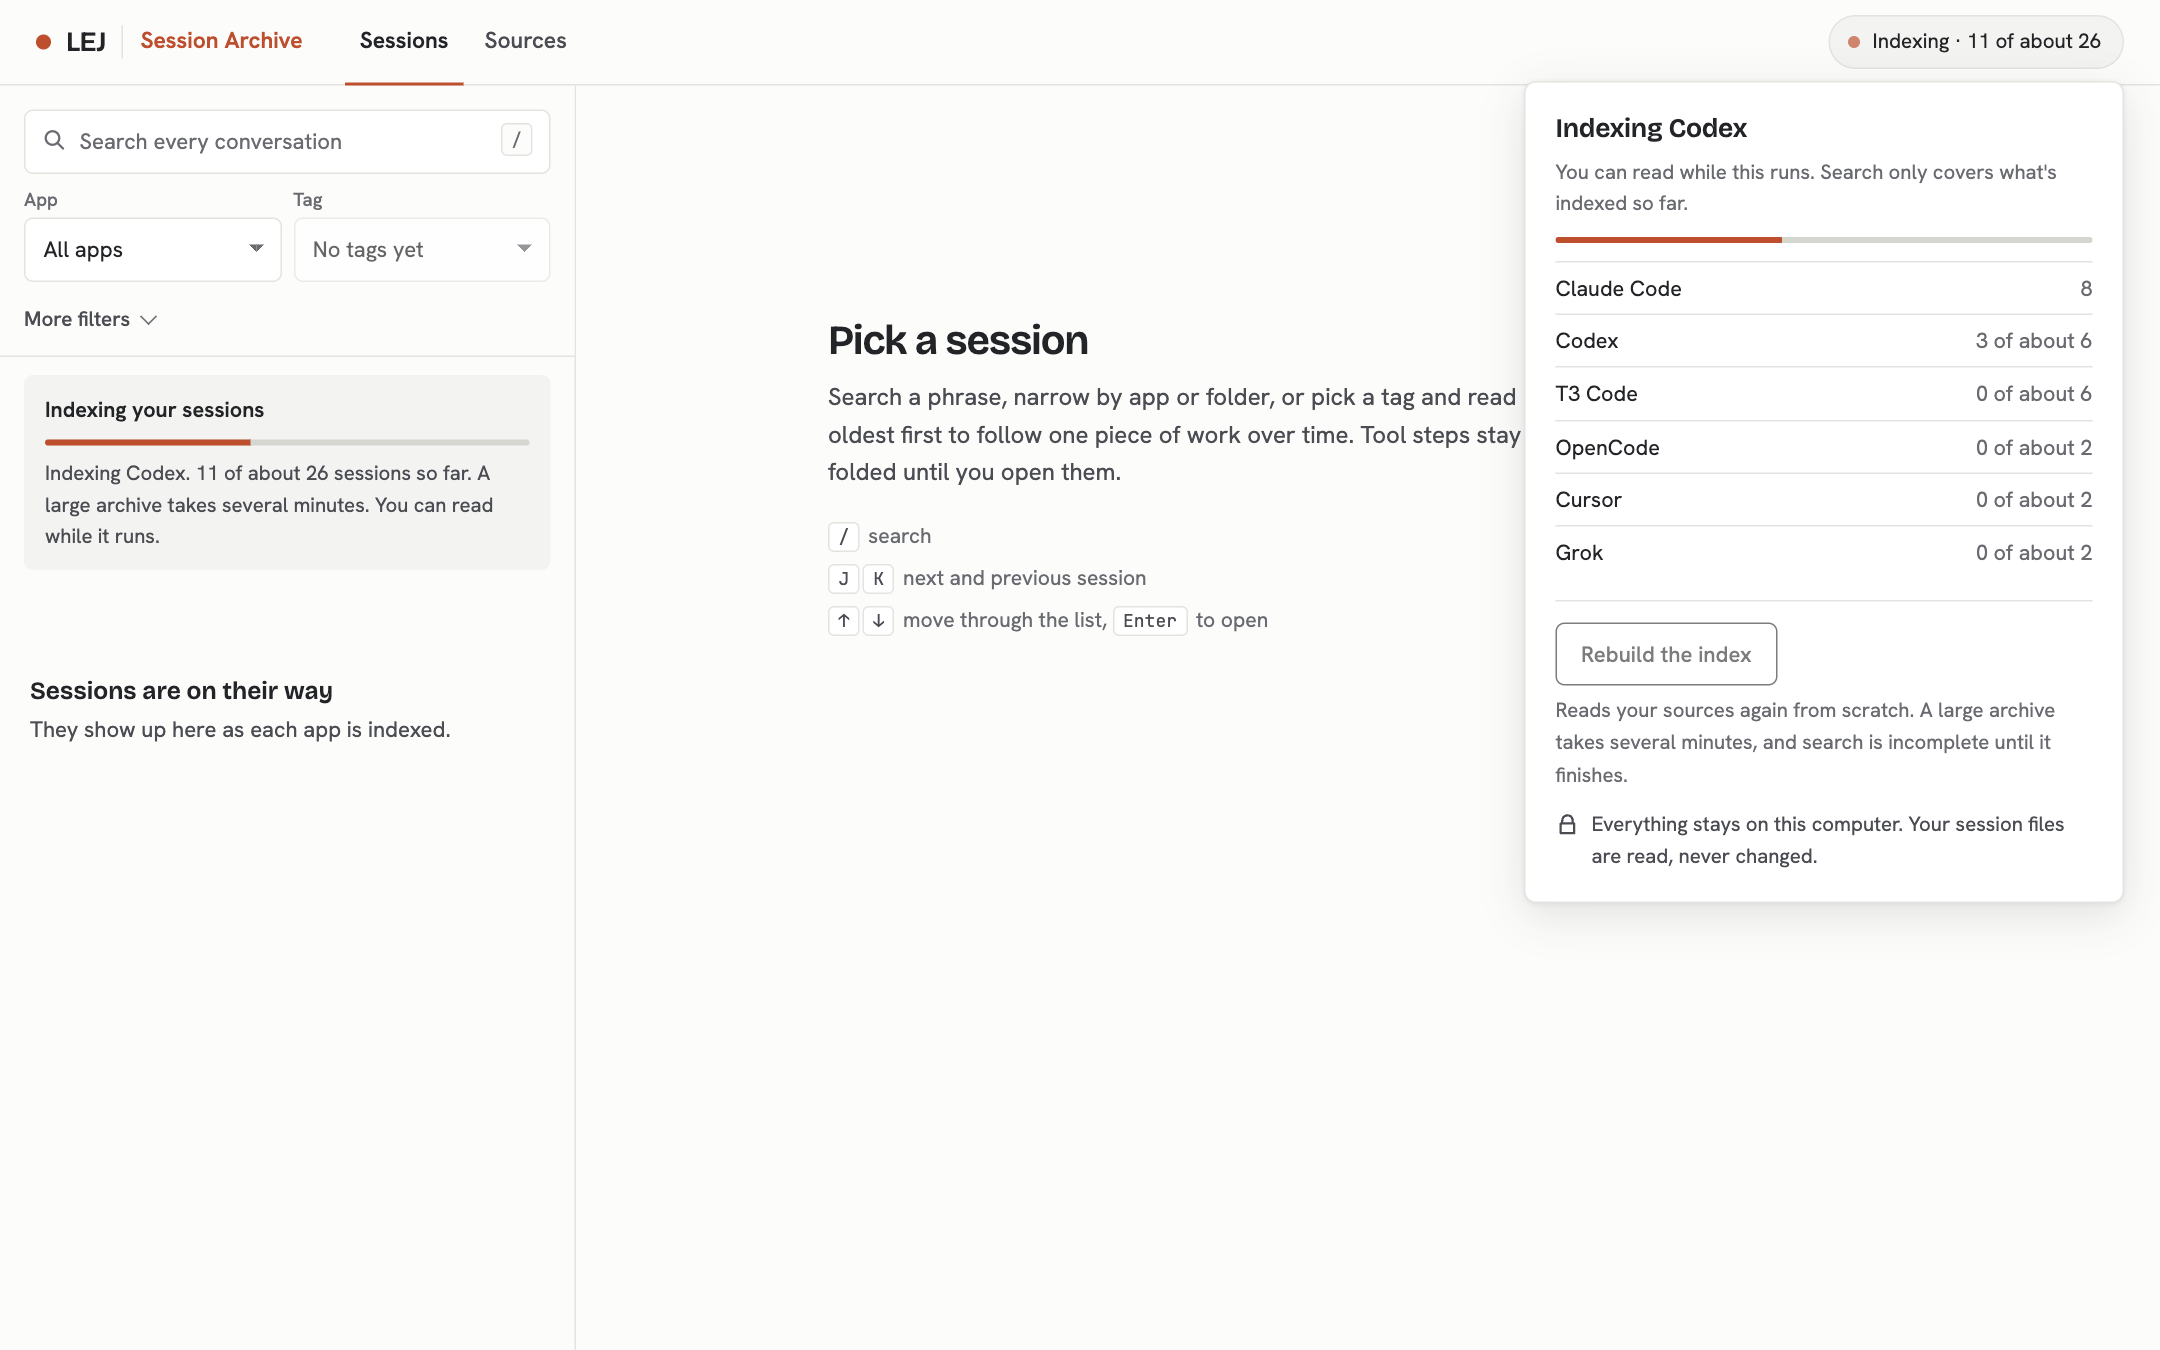 LEJ
Session Archive
Sessions
Sources
Indexing · 11 of about 26
Search every conversation
/
App
Tag
All apps
No tags yet
More filters
Indexing your sessions
Indexing Codex. 11 of about 26 sessions so far. A
large archive takes several minutes. You can read
while it runs.
Sessions are on their way
They show up here as each app is indexed.
Pick a session
Search a phrase, narrow by app or folder, or pick a tag and read
oldest first to follow one piece of work over time. Tool steps stay
folded until you open them.
/ search
J K next and previous session
↑ ↓ move through the list, Enter to open
Indexing Codex
You can read while this runs. Search only covers what's
indexed so far.
Claude Code 8
Codex 3 of about 6
T3 Code 0 of about 6
OpenCode 0 of about 2
Cursor 0 of about 2
Grok 0 of about 2
Rebuild the index
Reads your sources again from scratch. A large archive
takes several minutes, and search is incomplete until it
finishes.
Everything stays on this computer. Your session files
are read, never changed.